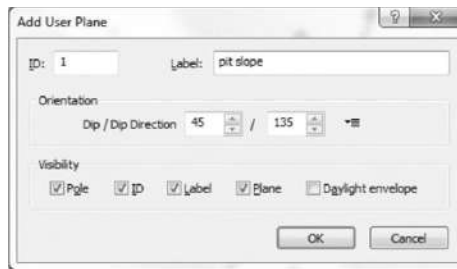 Add User Plane
ID: 1 Label: pit slope
Orientation
Dip / Dip Direction 45 / 135
Visibility
Pole ID Label Plane Daylight envelope
OK Cancel